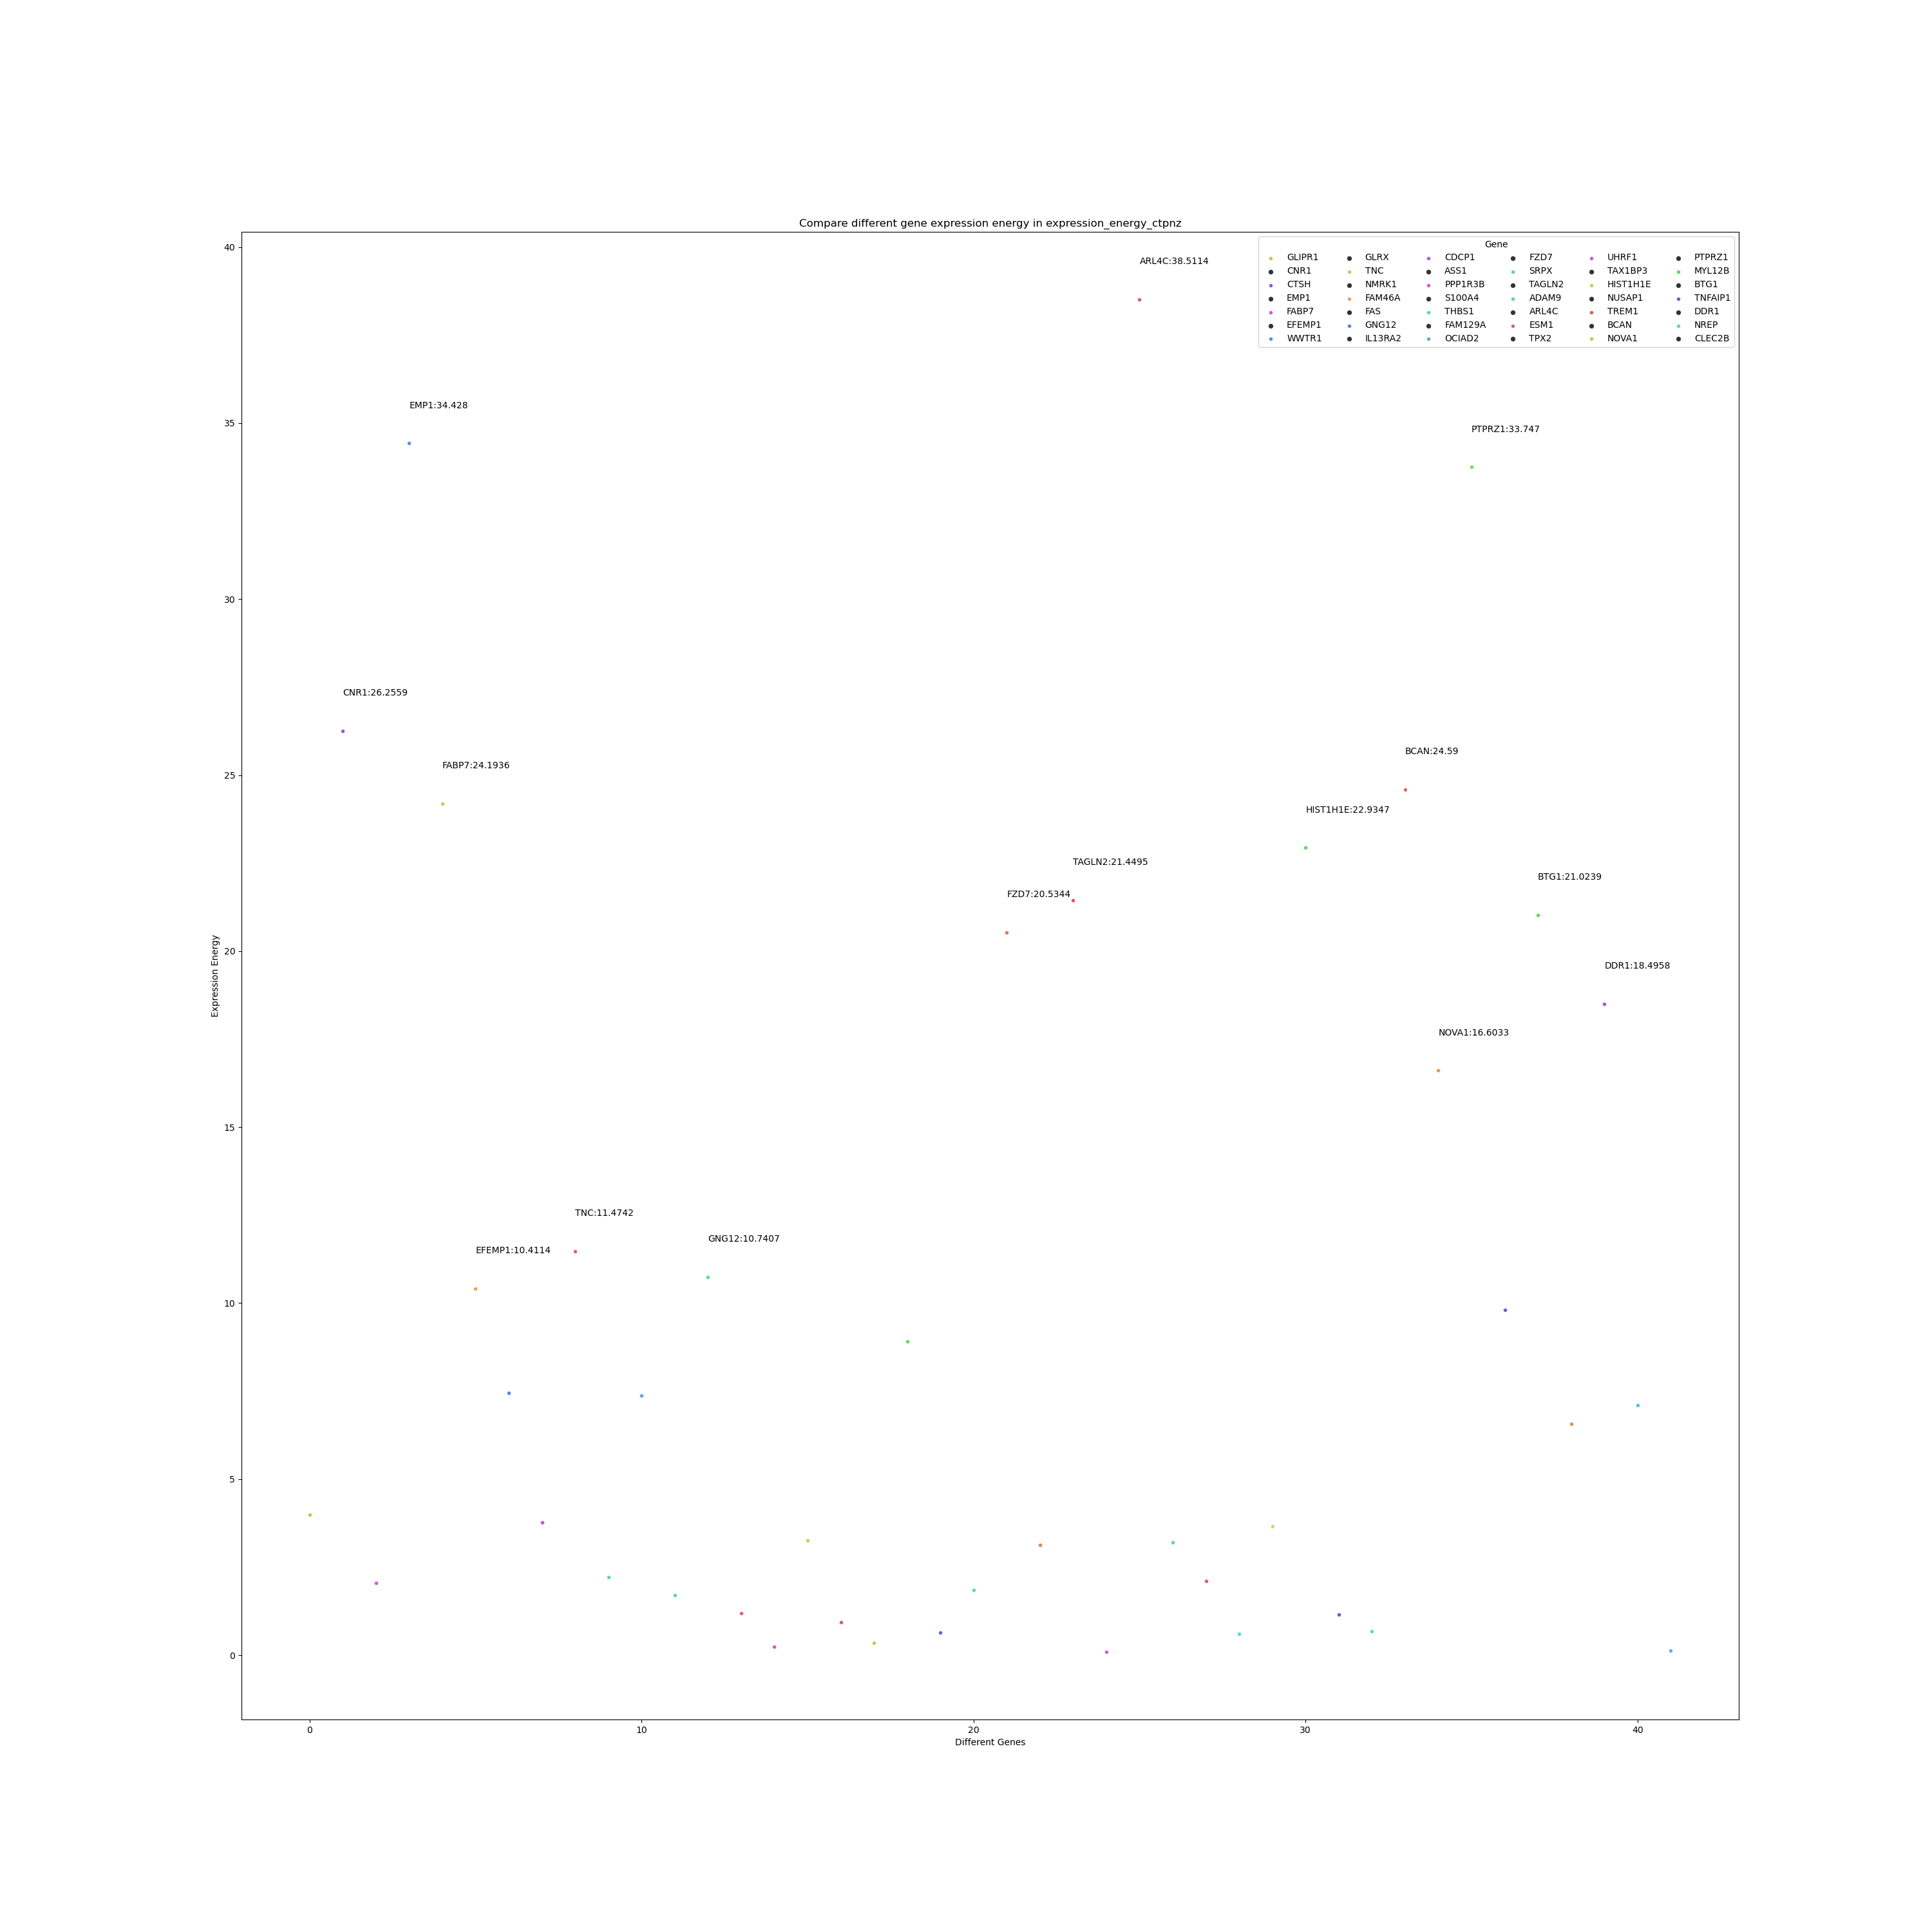 Compare different gene expression energy in expression_energy_ctpnz
Gene
GLIPR1 GLRX CDCP1 FZD7 UHRF1 PTPRZ1
CNR1 TNC ASS1 SRPX TAX1BP3 MYL12B
CTSH NMRK1 PPP1R3B TAGLN2 HIST1H1E BTG1
EMP1 FAM46A S100A4 ADAM9 NUSAP1 TNFAIP1
FABP7 FAS THBS1 ARL4C TREM1 DDR1
EFEMP1 GNG12 FAM129A ESM1 BCAN NREP
WWTR1 IL13RA2 OCIAD2 TPX2 NOVA1 CLEC2B
40
ARL4C:38.5114
EMP1:34.428
35
PTPRZ1:33.747
30
CNR1:26.2559
BCAN:24.59
FABP7:24.1936
25
HIST1H1E:22.9347
TAGLN2:21.4495
BTG1:21.0239
FZD7:20.5344
20
DDR1:18.4958
Expression Energy
NOVA1:16.6033
15
TNC:11.4742
GNG12:10.7407
EFEMP1:10.4114
10
5
0
0 10 20 30 40
Different Genes